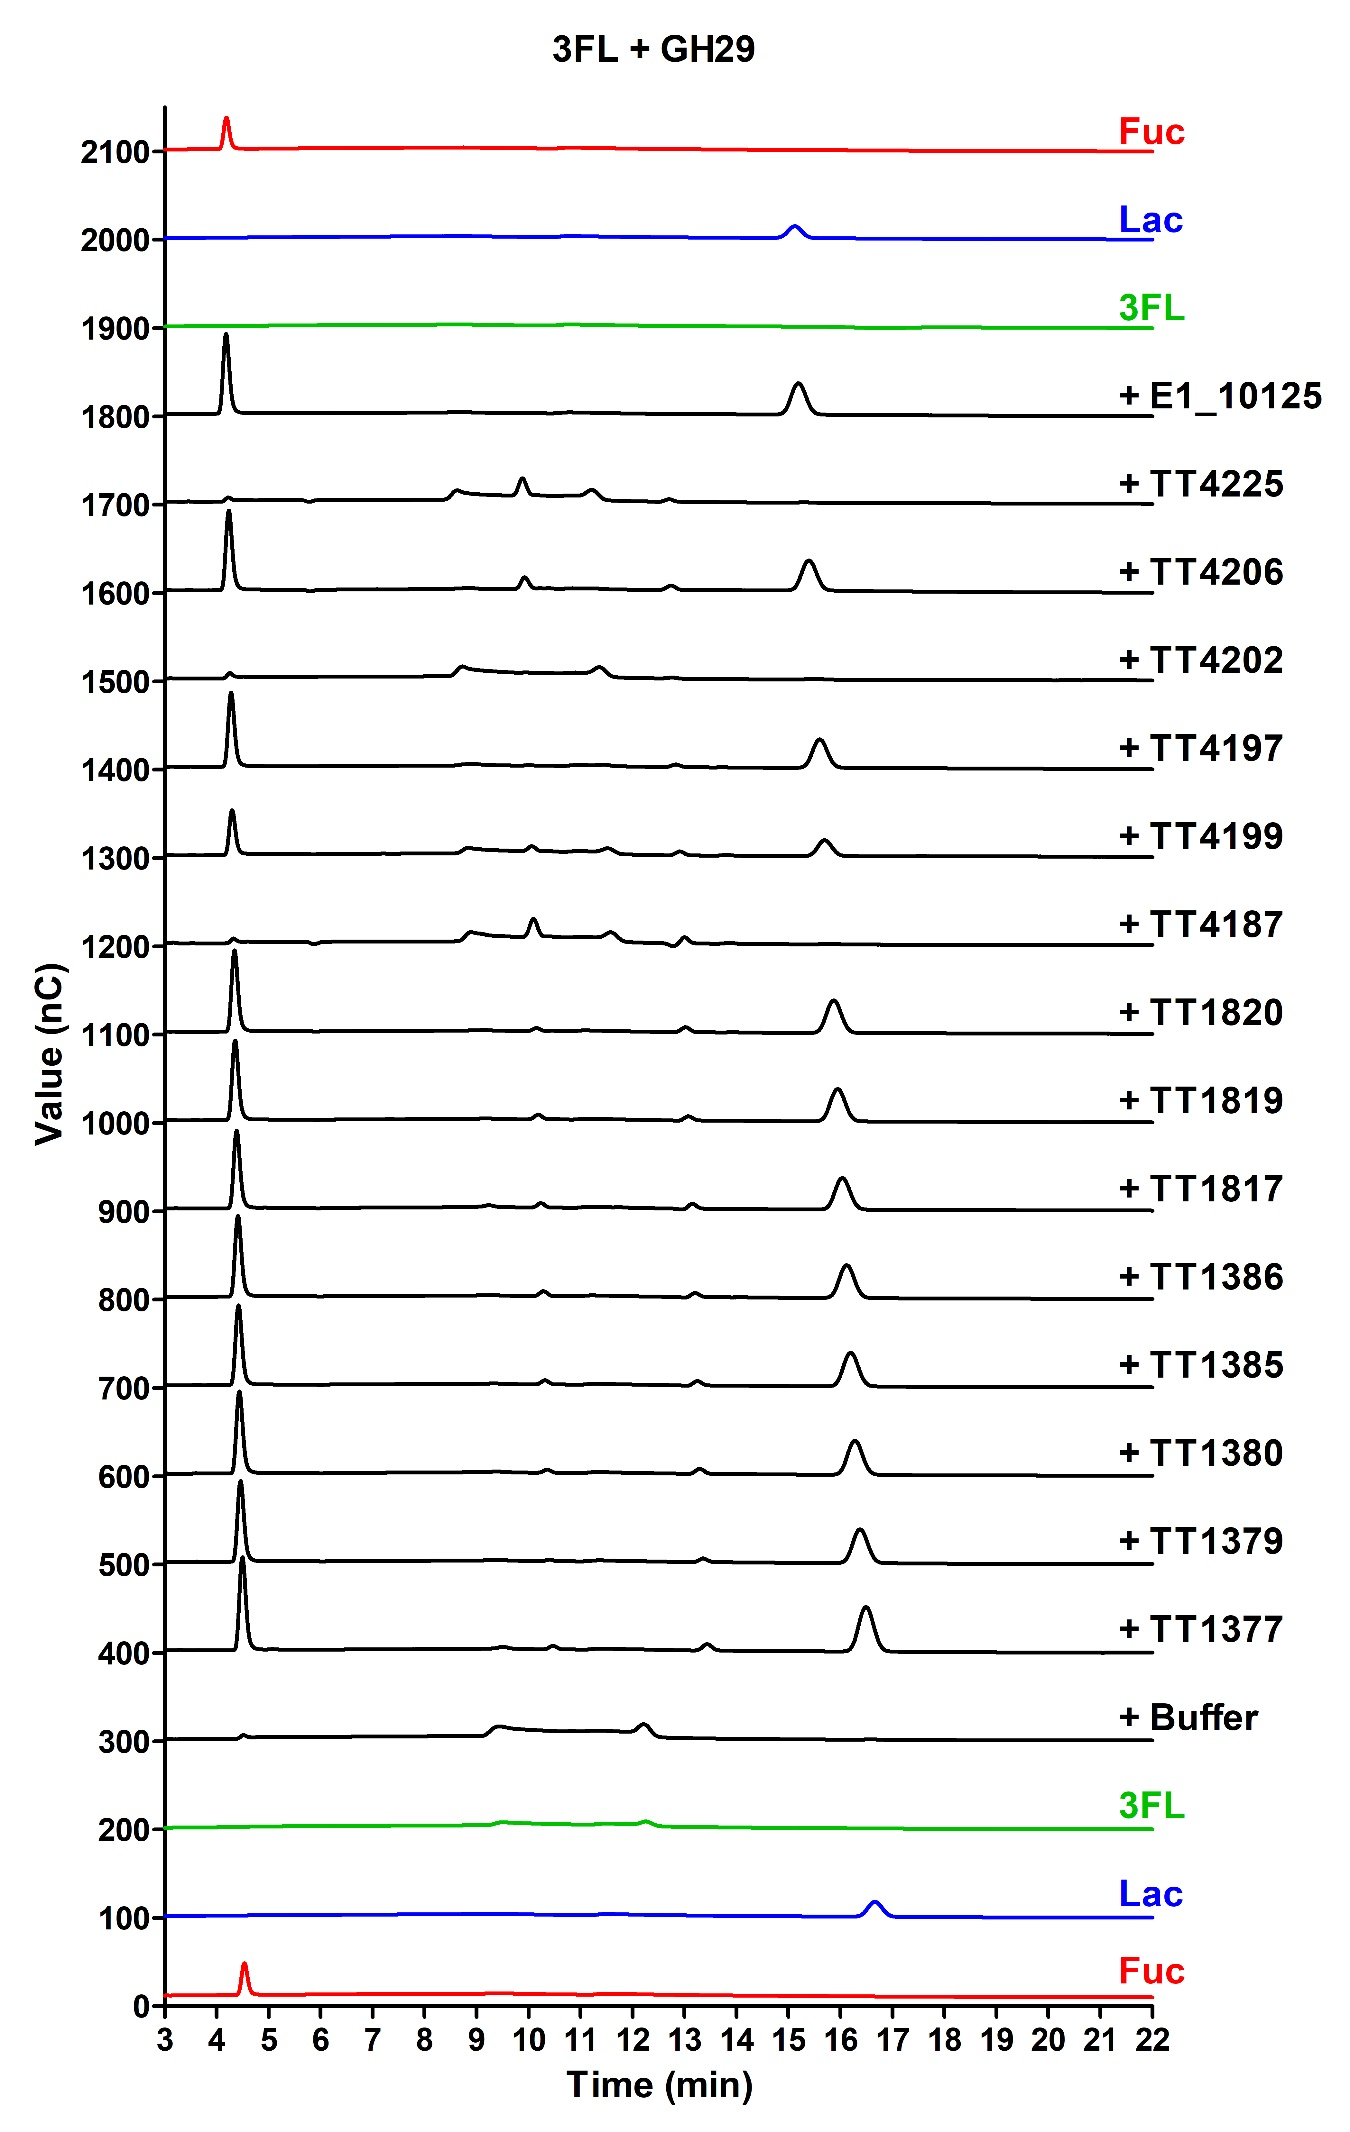 3FL + GH29
Fuc
2100
Lac
2000
3FL
1900
+ E1_10125
1800
+ TT4225
1700
+ TT4206
1600
+ TT4202
1500
+ TT4197
1400
+ TT4199
1300
+ TT4187
1200
+ TT1820
1100
+ TT1819
1000
+ TT1817
900
+ TT1386
800
+ TT1385
700
+ TT1380
600
+ TT1379
500
+ TT1377
400
+ Buffer
300
3FL
200
Lac
100
Fuc
0
Value (nC)
3 4 5 6 7 8 9 10 11 12 13 14 15 16 17 18 19 20 21 22
Time (min)